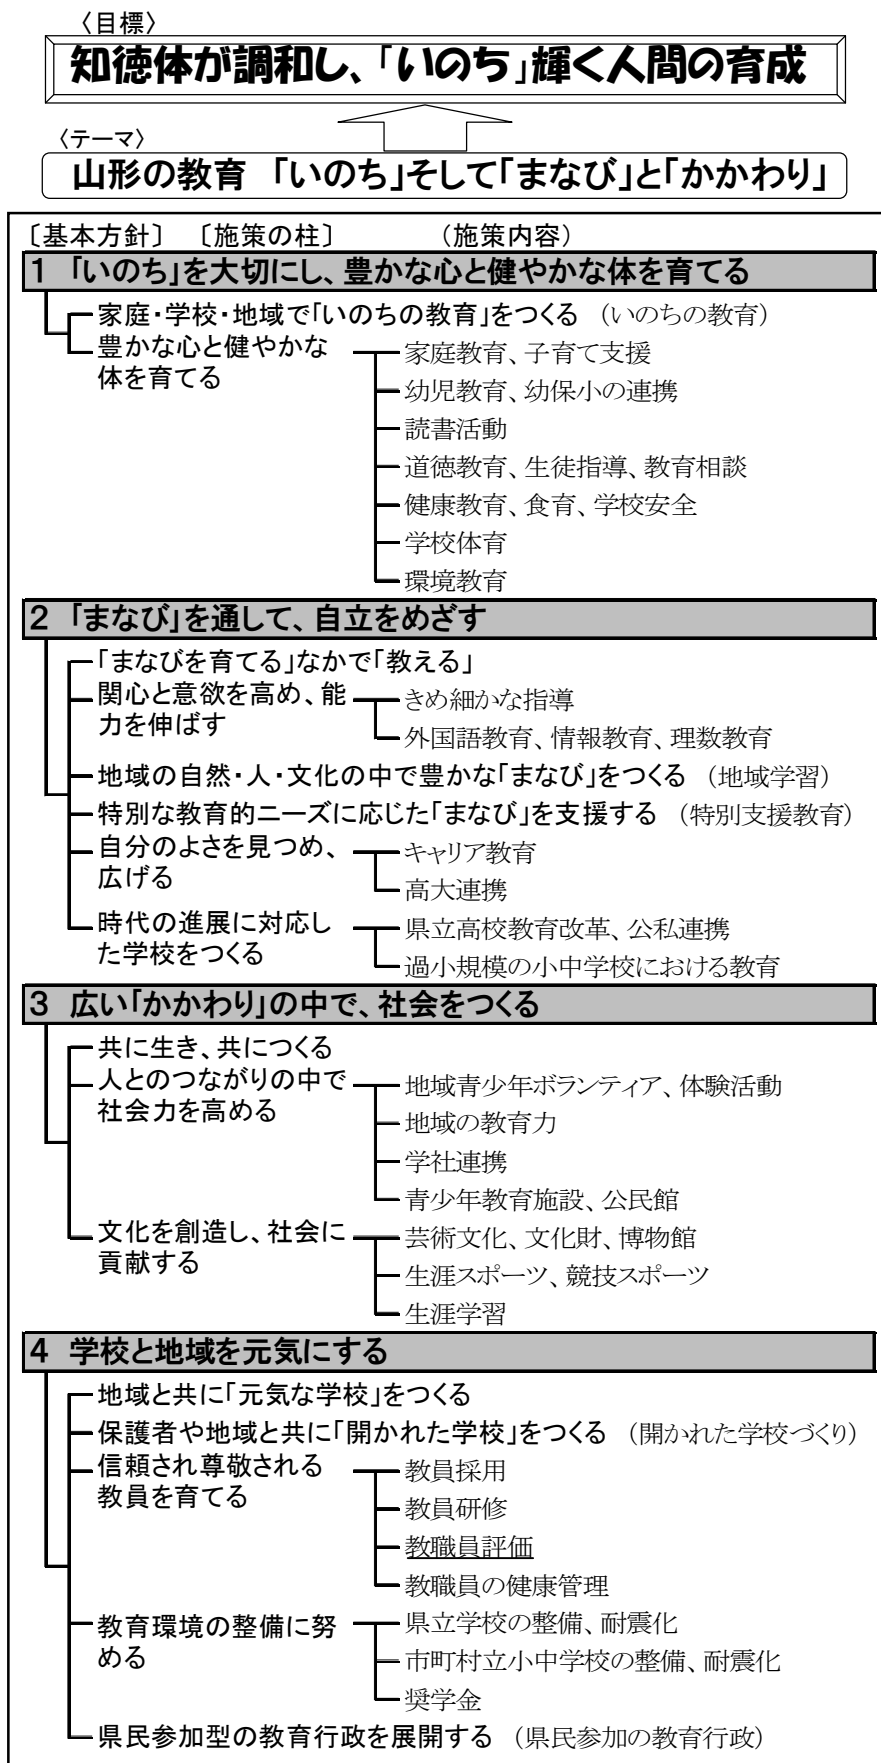 〈目標〉
知徳体が調和し、「いのち」輝く人間の育成
〈テーマ〉
山形の教育 「いのち」そして「まなび」と「かかわり」
〔基本方針〕 〔施策の柱〕 (施策内容)
1 「いのち」を大切にし、豊かな心と健やかな体を育てる
家庭・学校・地域で「いのちの教育」をつくる (いのちの教育)
豊かな心と健やかな
体を育てる
家庭教育、子育て支援
幼児教育、幼保小の連携
読書活動
道徳教育、生徒指導、教育相談
健康教育、食育、学校安全
学校体育
環境教育
2 「まなび」を通して、自立をめざす
「まなびを育てる」なかで「教える」
関心と意欲を高め、能
力を伸ばす
きめ細かな指導
外国語教育、情報教育、理数教育
地域の自然・人・文化の中で豊かな「まなび」をつくる (地域学習)
特別な教育的ニーズに応じた「まなび」を支援する (特別支援教育)
自分のよさを見つめ、
広げる
キャリア教育
高大連携
時代の進展に対応し
た学校をつくる
県立高校教育改革、公私連携
過小規模の小中学校における教育
3 広い「かかわり」の中で、社会をつくる
共に生き、共につくる
人とのつながりの中で
社会力を高める
地域青少年ボランティア、体験活動
地域の教育力
学社連携
青少年教育施設、公民館
文化を創造し、社会に
貢献する
芸術文化、文化財、博物館
生涯スポーツ、競技スポーツ
生涯学習
4 学校と地域を元気にする
地域と共に「元気な学校」をつくる
保護者や地域と共に「開かれた学校」をつくる (開かれた学校づくり)
信頼され尊敬される
教員を育てる
教員採用
教員研修
教職員評価
教職員の健康管理
教育環境の整備に努
める
県立学校の整備、耐震化
市町村立小中学校の整備、耐震化
奨学金
県民参加型の教育行政を展開する (県民参加の教育行政)